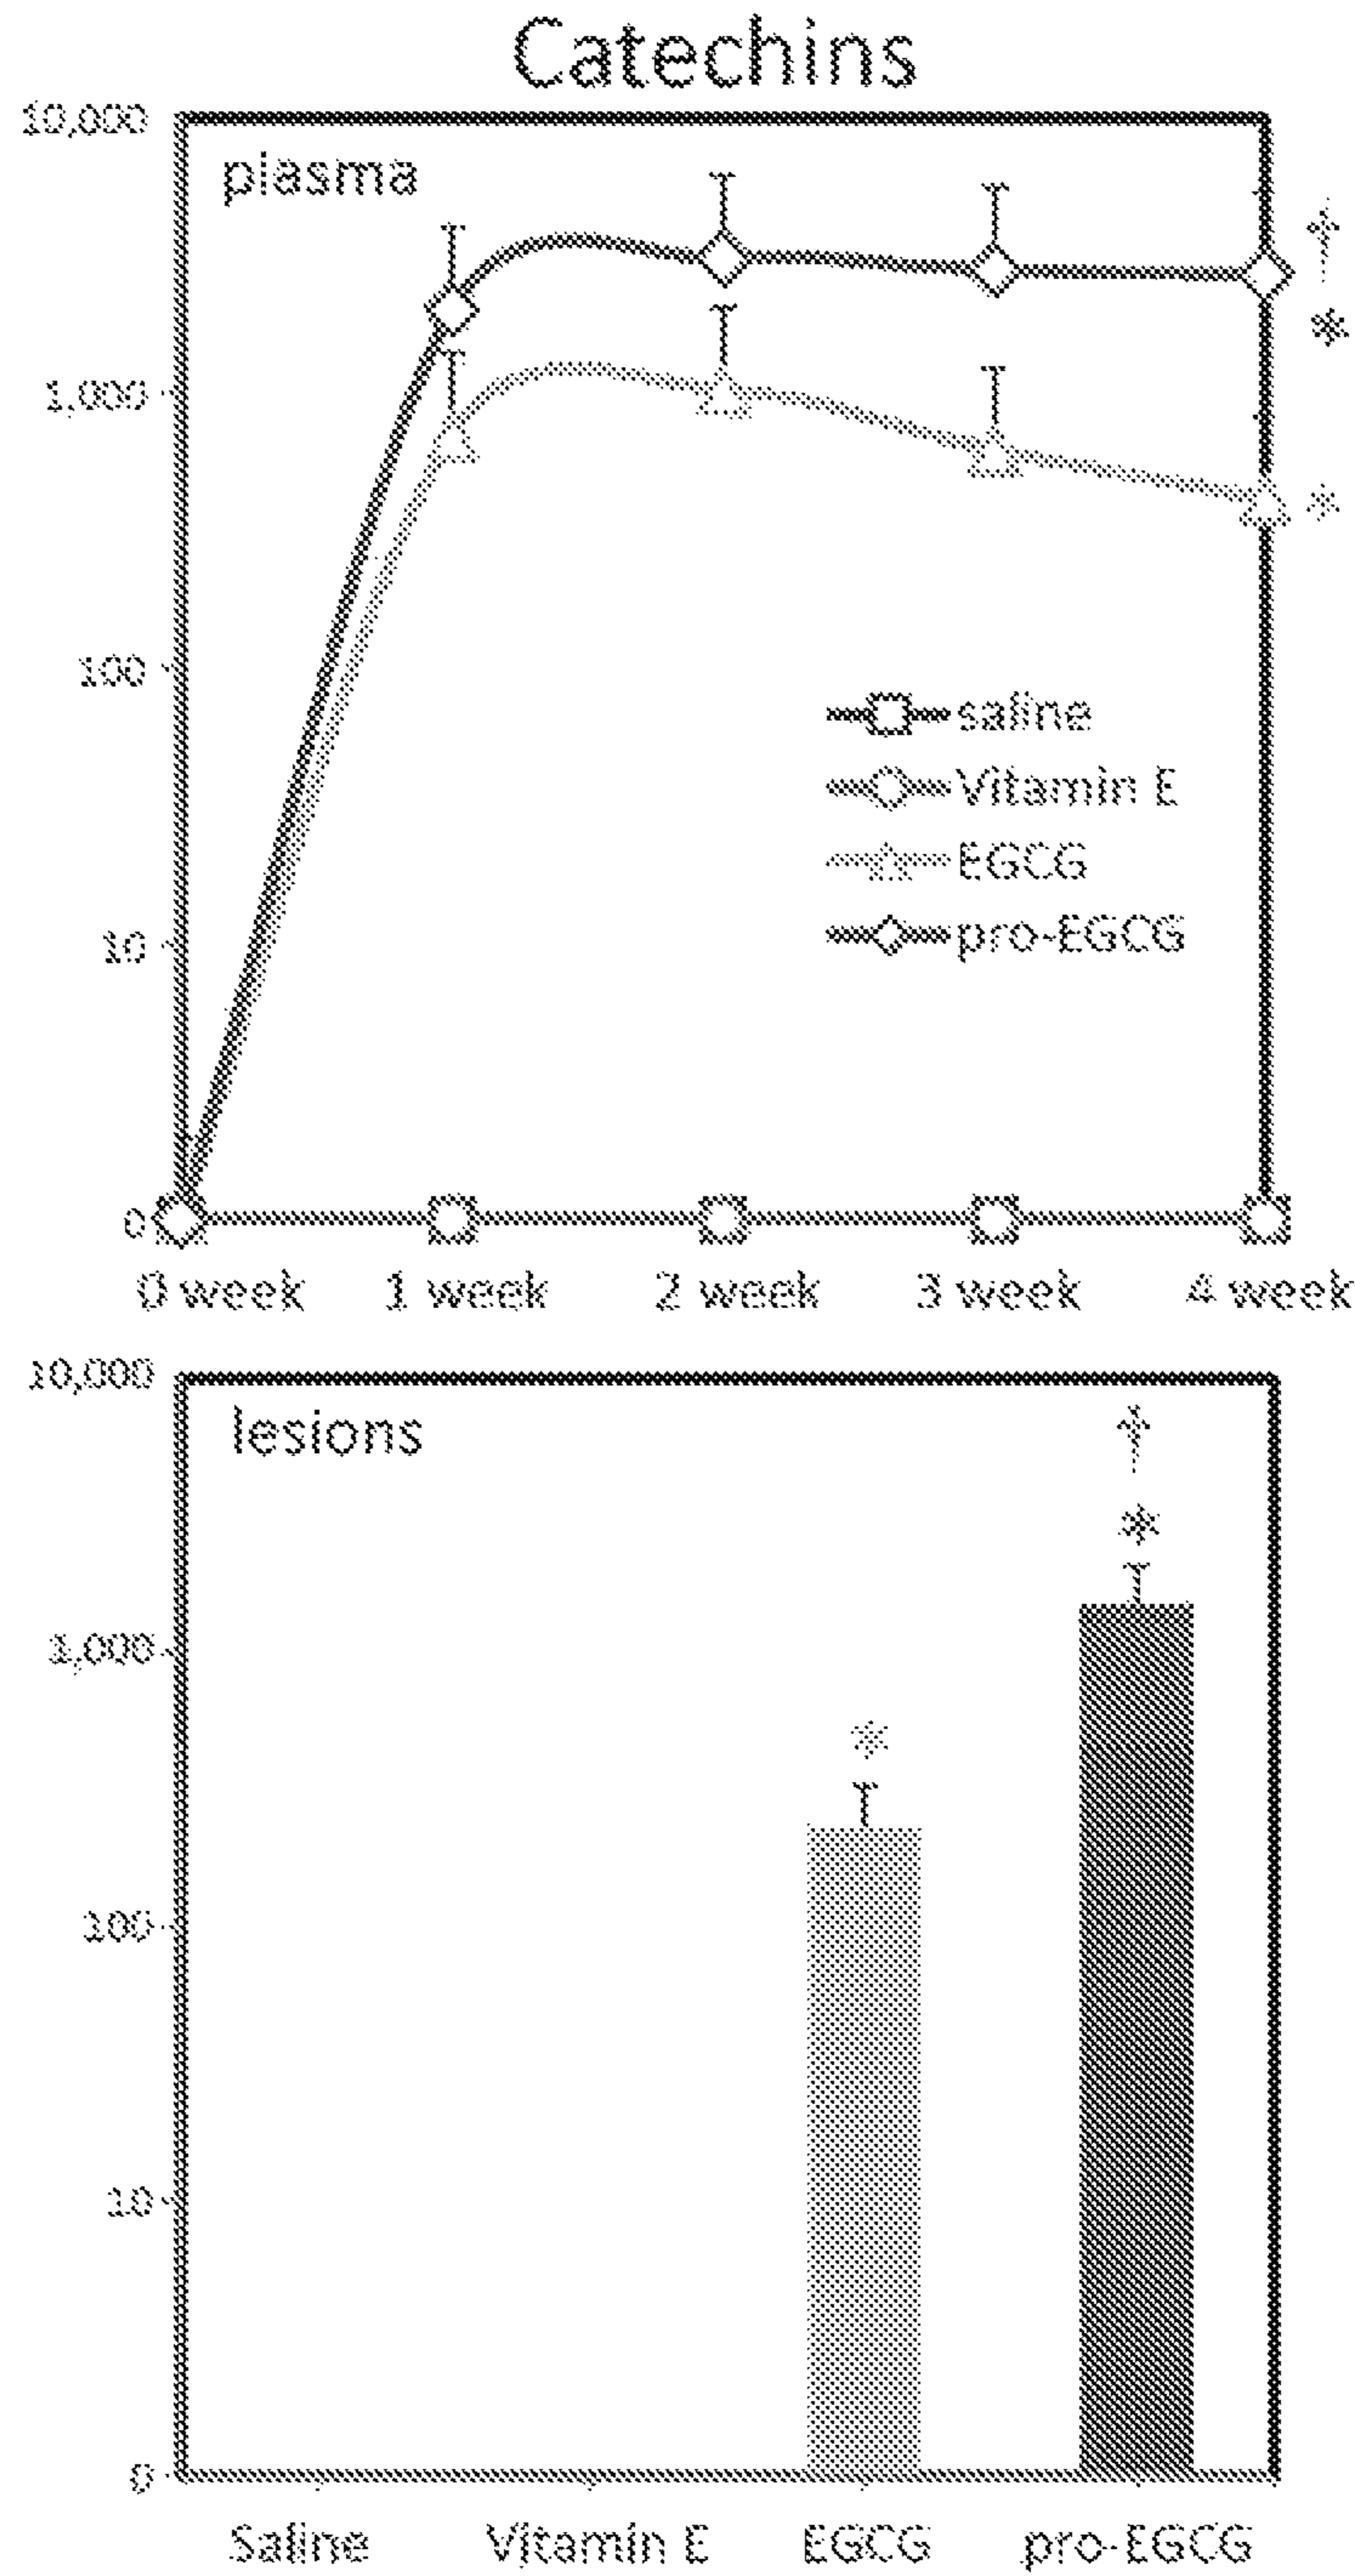 Catechins
10,000
plasma
†
*
1,000
*
100
saline
Vitamin E
EGCG
10
pro-EGCG
0
0 week 1 week 2 week 3 week 4 week
10,000
lesions
†
*
1,000
*
100
10
0
Saline Vitamin E EGCG pro-EGCG